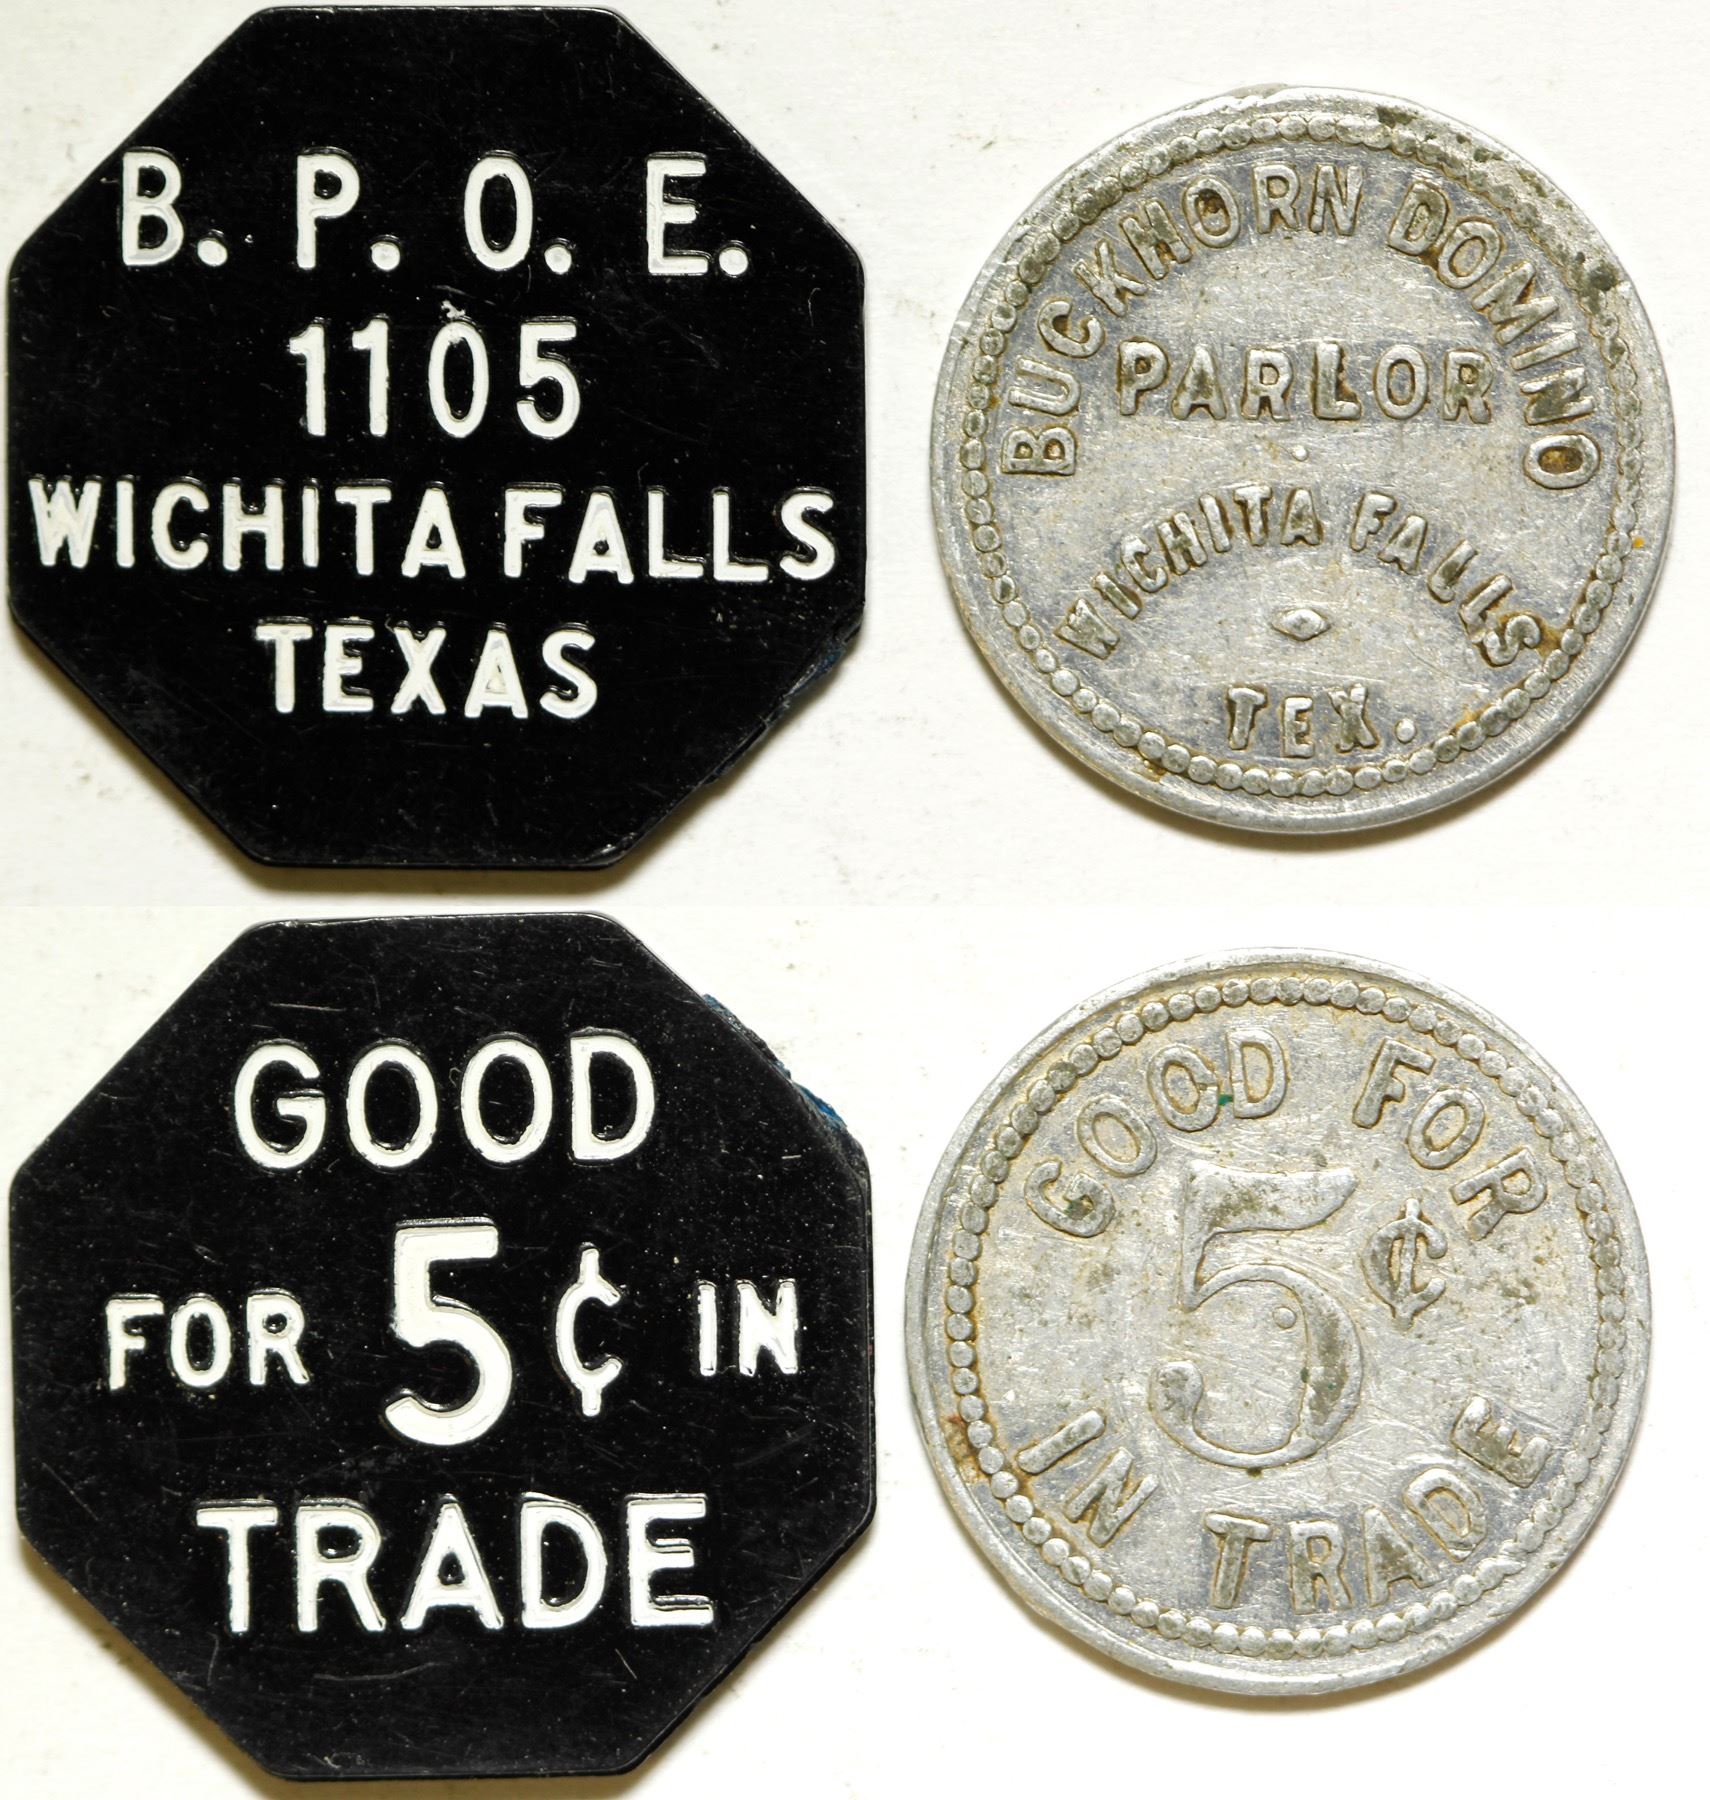 B. P. O. E.
1105
WICHITA FALLS
TEXAS
BUCKHORN DOMINO
PARLOR
WICHITA FALLS
TEX.
GOOD
FOR 5¢ IN
TRADE
GOOD FOR
5¢
IN TRADE